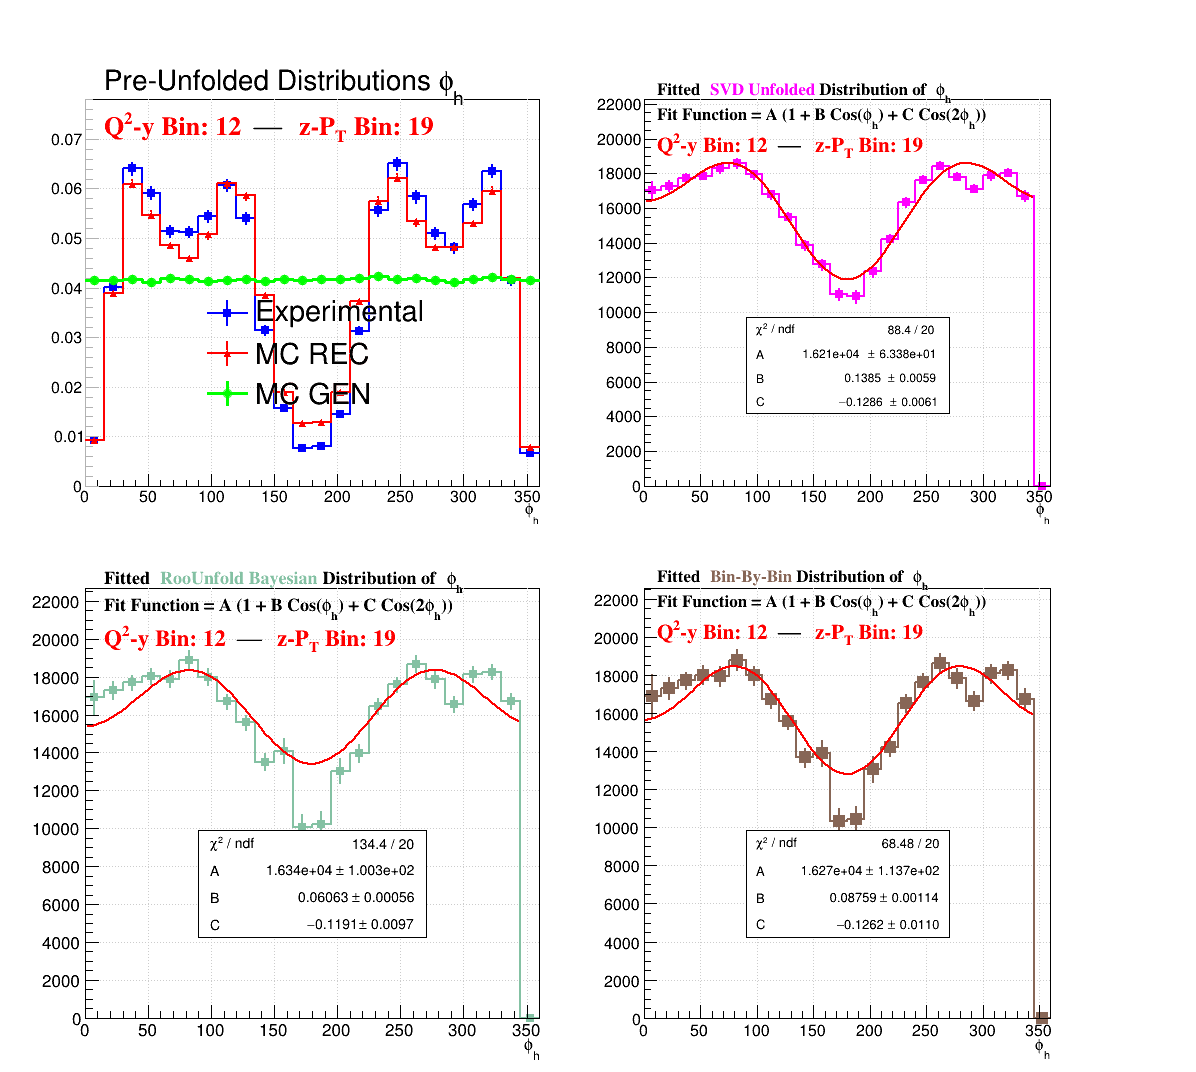 Pre-Unfolded Distributions ϕh
Q²-y Bin: 12 — z-PT Bin: 19
0.07
0.06
0.05
0.04
0.03
0.02
0.01
0
Experimental
MC REC
MC GEN
0 50 100 150 200 250 300 350
ϕh
Fitted SVD Unfolded Distribution of ϕh
Fit Function = A (1 + B Cos(ϕh) + C Cos(2ϕh))
Q²-y Bin: 12 — z-PT Bin: 19
22000
20000
18000
16000
14000
12000
10000
8000
6000
4000
2000
0
χ² / ndf 88.4 / 20
A 1.621e+04 ± 6.338e+01
B 0.1385 ± 0.0059
C −0.1286 ± 0.0061
0 50 100 150 200 250 300 350
ϕh
Fitted RooUnfold Bayesian Distribution of ϕh
Fit Function = A (1 + B Cos(ϕh) + C Cos(2ϕh))
Q²-y Bin: 12 — z-PT Bin: 19
22000
20000
18000
16000
14000
12000
10000
8000
6000
4000
2000
0
χ² / ndf 134.4 / 20
A 1.634e+04 ± 1.003e+02
B 0.06063 ± 0.00056
C −0.1191 ± 0.0097
0 50 100 150 200 250 300 350
ϕh
Fitted Bin-By-Bin Distribution of ϕh
Fit Function = A (1 + B Cos(ϕh) + C Cos(2ϕh))
Q²-y Bin: 12 — z-PT Bin: 19
22000
20000
18000
16000
14000
12000
10000
8000
6000
4000
2000
0
χ² / ndf 68.48 / 20
A 1.627e+04 ± 1.137e+02
B 0.08759 ± 0.00114
C −0.1262 ± 0.0110
0 50 100 150 200 250 300 350
ϕh